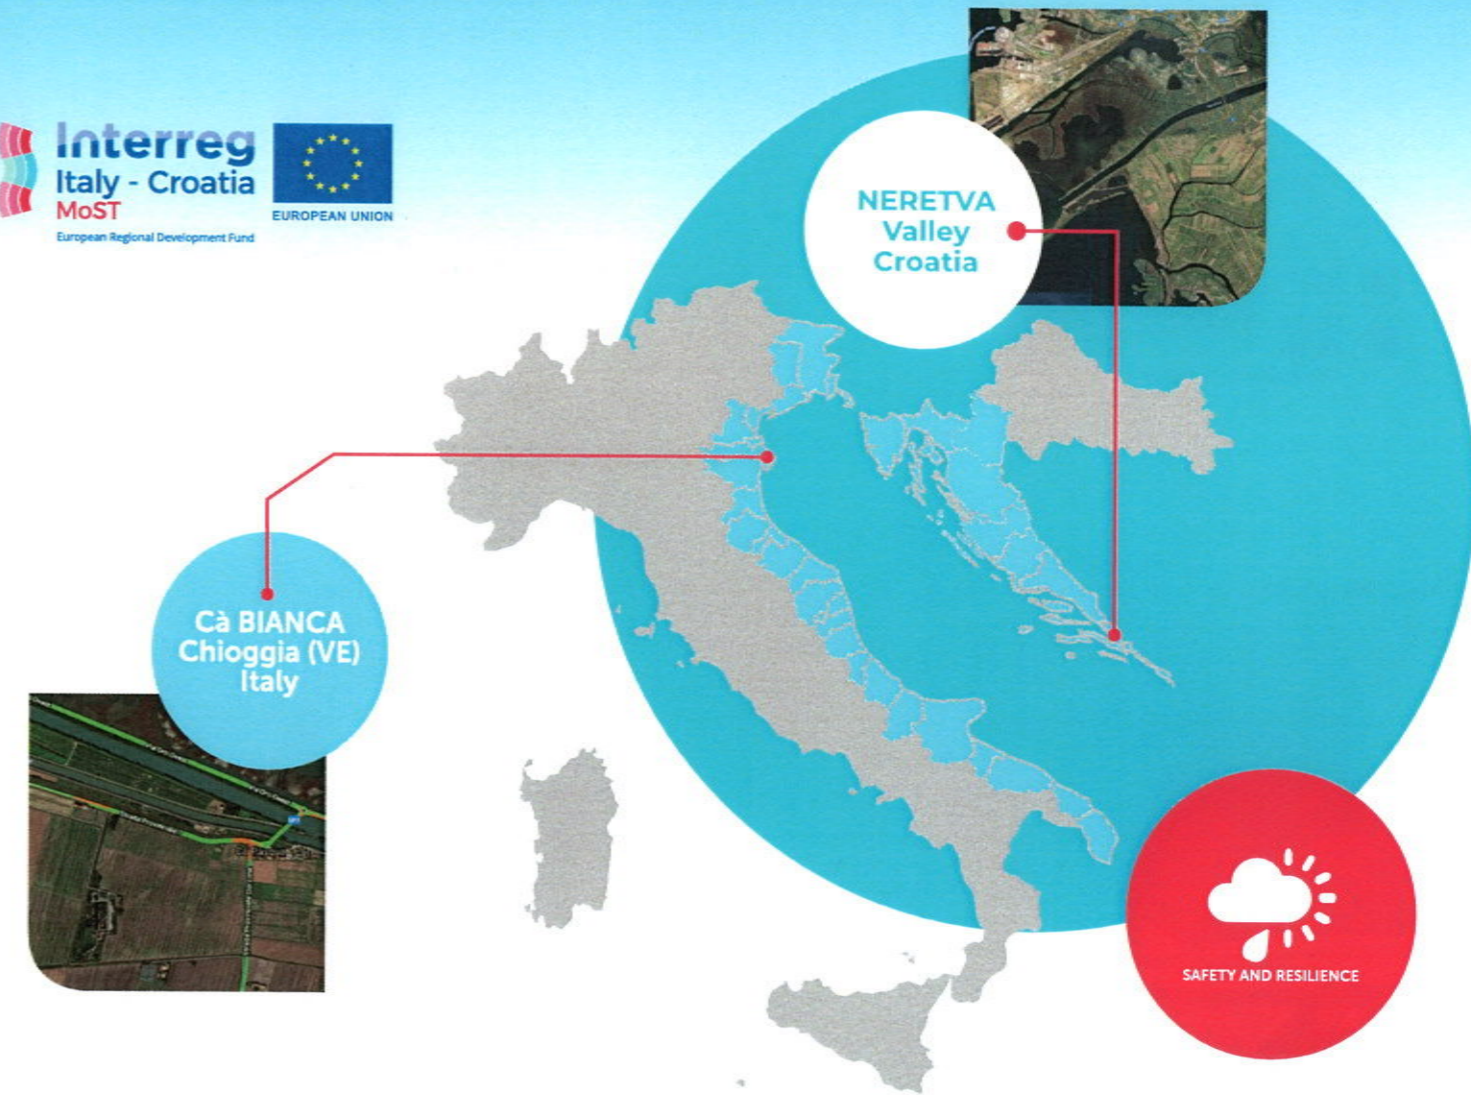 Interreg
Italy - Croatia
MoST
European Regional Development Fund
EUROPEAN UNION
NERETVA
Valley
Croatia
Cà BIANCA
Chioggia (VE)
Italy
SAFETY AND RESILIENCE